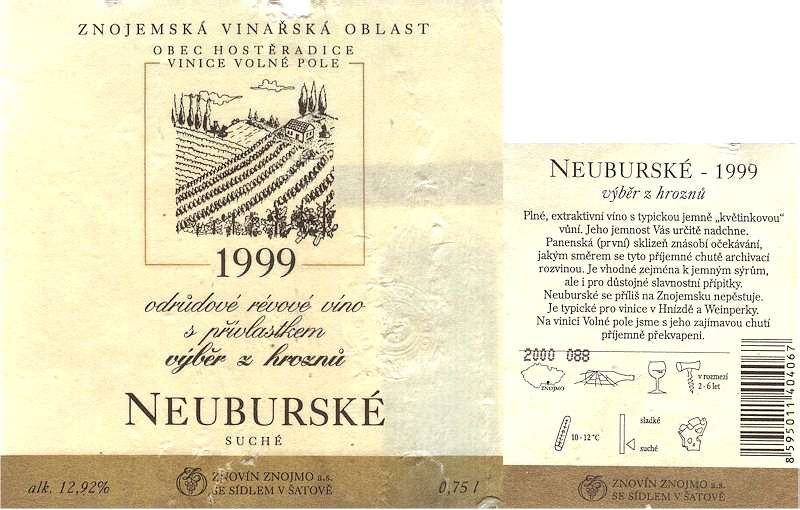 ZNOJEMSKÁ VINAŘSKÁ OBLAST
OBEC HOSTĚRADICE
VINICE VOLNÉ POLE
1999
odrůdové révové víno
s přívlastkem
výběr z hroznů
NEUBURSKÉ
SUCHÉ
alk. 12,92%
ZNOVÍN ZNOJMO a.s.
SE SÍDLEM V ŠATOVĚ
0,75 l
NEUBURSKÉ - 1999
výběr z hroznů
Plné, extraktivní víno s typickou jemně „květinkovou“
vůní. Jeho jemnost Vás určitě nadchne.
Panenská (první) sklizeň znásobí očekávání,
jakým směrem se tyto příjemné chutě archivací
rozvinou. Je vhodné zejména k jemným sýrům,
ale i pro důstojné slavnostní přípitky.
Neuburské se příliš na Znojemsku nepěstuje.
Je typické pro vinice v Hnízdě a Weinperky.
Na vinici Volné pole jsme s jeho zajímavou chutí
příjemně překvapeni.
2000 088
ZNOJMO
v rozmezí
2 - 6 let
10 - 12 °C
sladké
suché
8 595011 404067
ZNOVÍN ZNOJMO a.s.
SE SÍDLEM V ŠATOVĚ